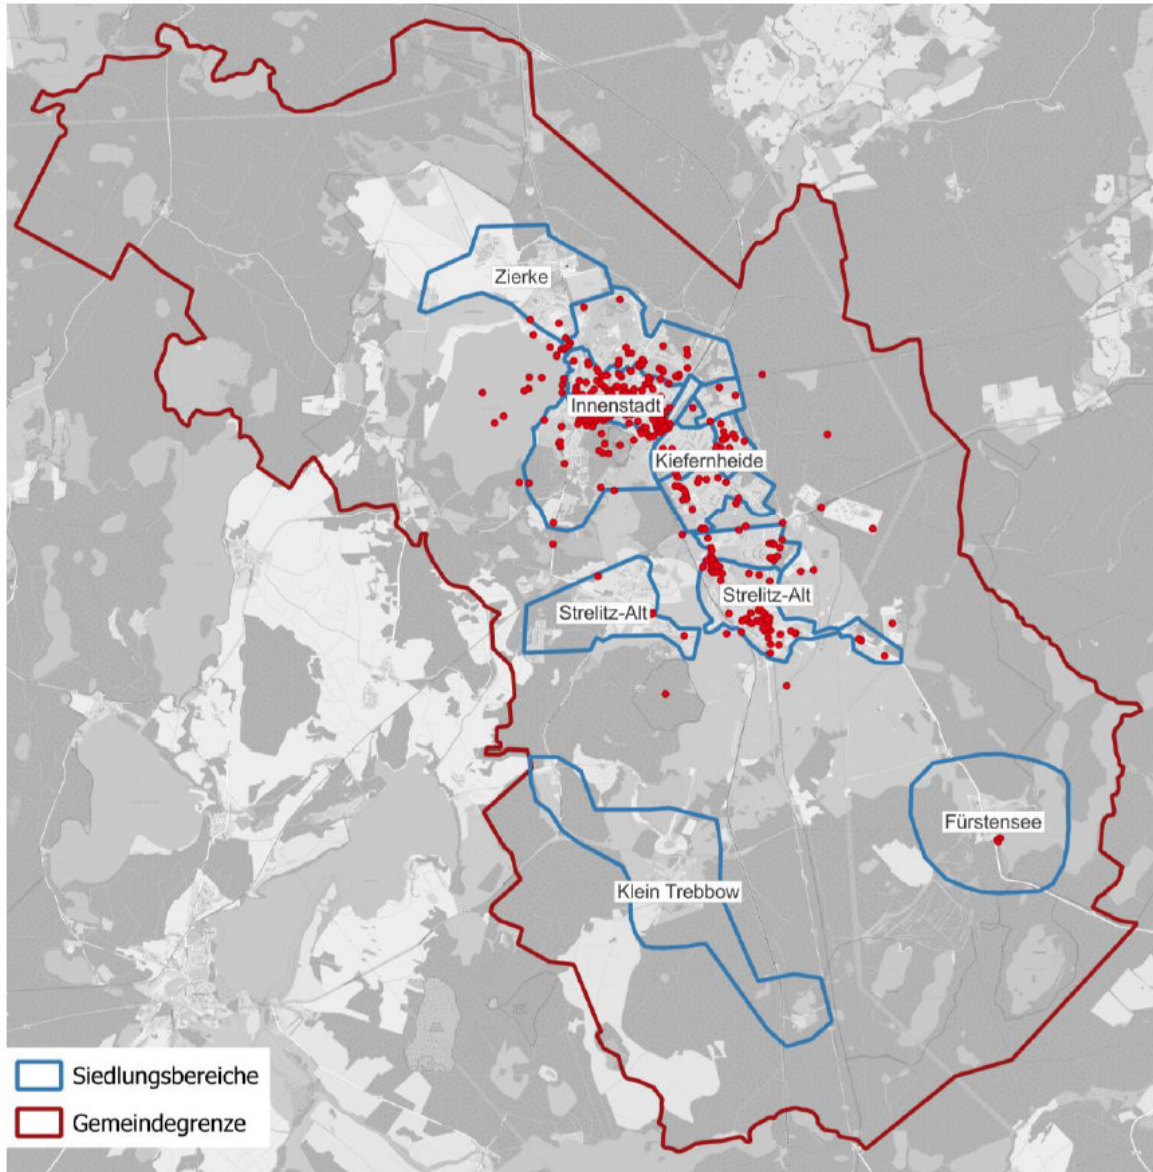 Zierke
Innenstadt
Kiefernheide
Strelitz-Alt
Strelitz-Alt
Fürstensee
Klein Trebbow
Siedlungsbereiche
Gemeindegrenze